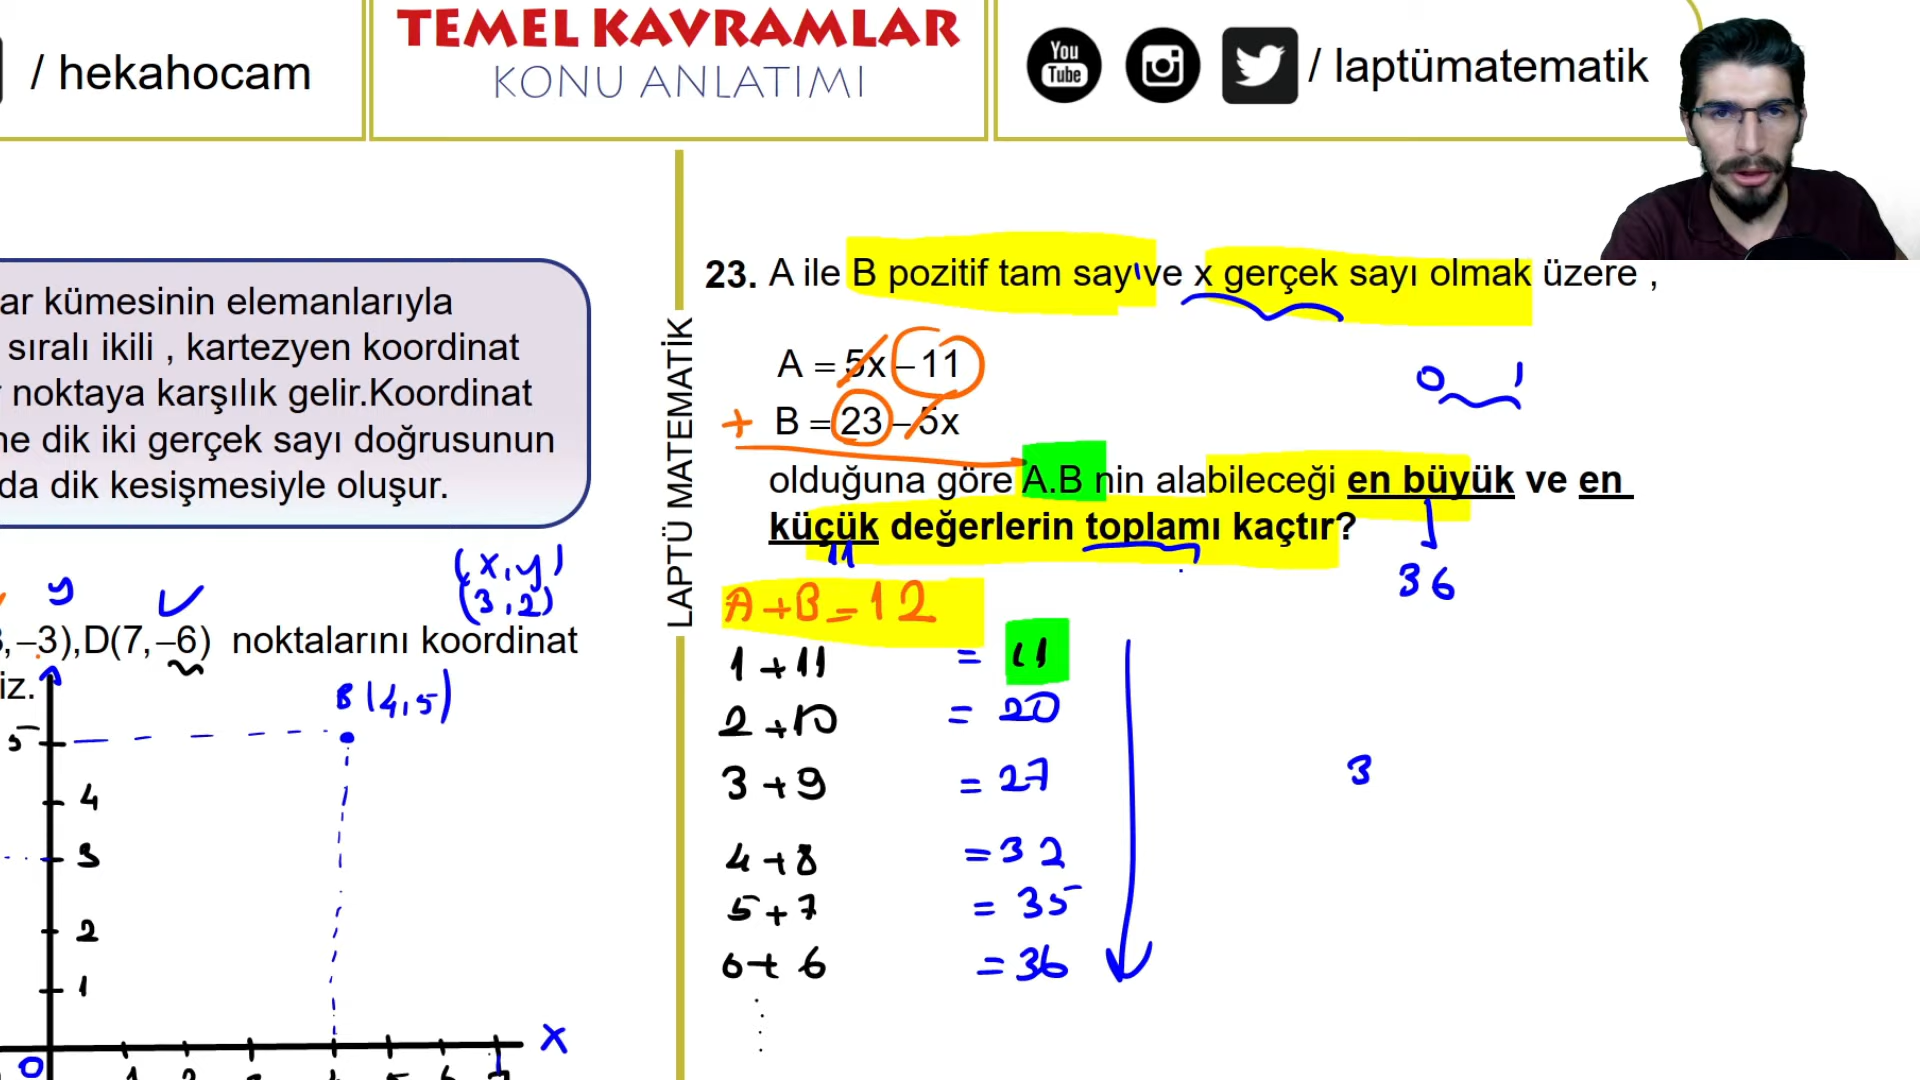 / hekahocam
TEMEL KAVRAMLAR
KONU ANLATIMI
You
Tube
/ laptümatematik
ar kümesinin elemanlarıyla
sıralı ikili , kartezyen koordinat
noktaya karşılık gelir.Koordinat
ne dik iki gerçek sayı doğrusunun
da dik kesişmesiyle oluşur.
y
(x,y)
(3,2)
,–3),D(7,–6) noktalarını koordinat
iz.
B(4,5)
5
4
3
2
1
0
x
LAPTÜ MATEMATİK
23. A ile B pozitif tam sayı ve x gerçek sayı olmak üzere ,
A = 5x – 11
0 1
+ B = 23 – 5x
olduğuna göre A.B nin alabileceği en büyük ve en
küçük değerlerin toplamı kaçtır?
11
36
A+B=12
1+11 = 11
2+10 = 20
3+9 = 27
3
4+8 = 32
5+7 = 35
6+6 = 36